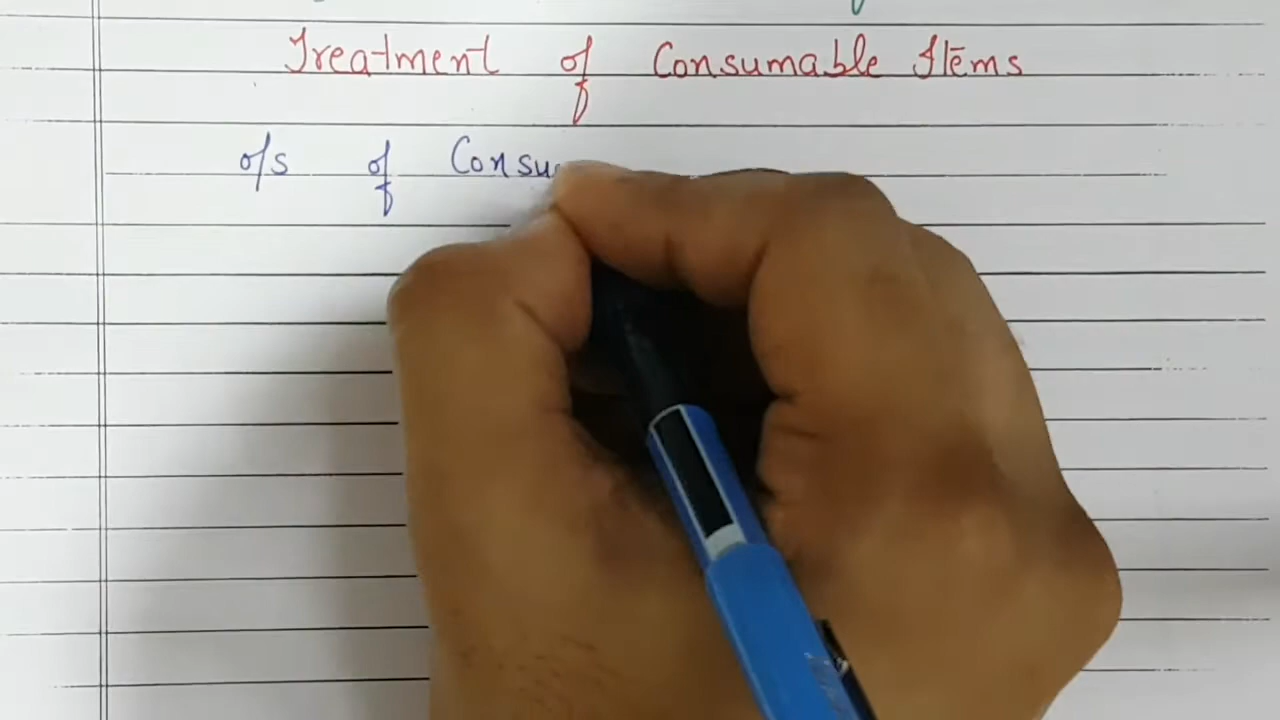 Treatment of Consumable Items
o/s of Consu